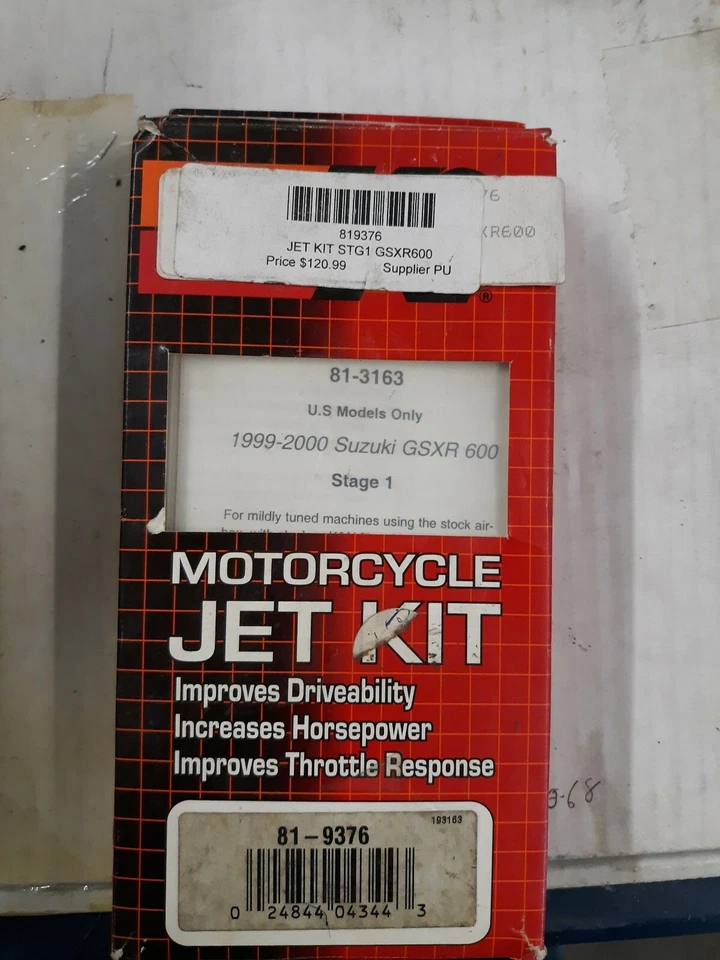 76
XR600
819376
JET KIT STG1 GSXR600
Price $120.99 Supplier PU
®
81-3163
U.S Models Only
1999-2000 Suzuki GSXR 600
Stage 1
For mildly tuned machines using the stock air-
MOTORCYCLE
JET KIT
Improves Driveability
Increases Horsepower
Improves Throttle Response
193163
81-9376
0 24844 04344 3